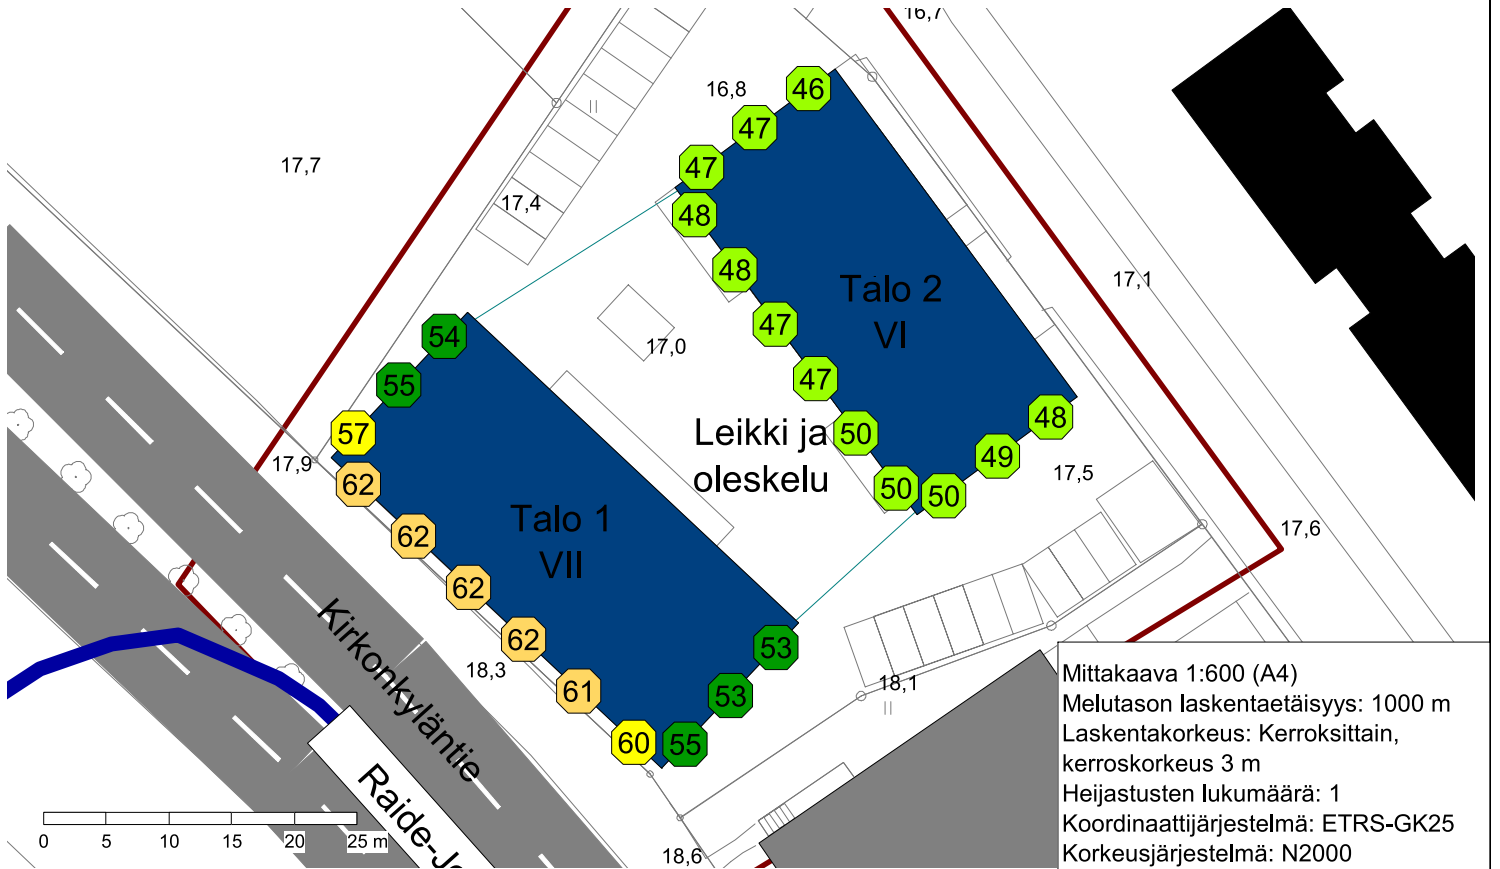 16,7
16,8
46
47
17,7
47
17,4
48
48
17,1
Talo 2
VI
47
54
17,0
47
55
48
57
Leikki ja
oleskelu
50
49
17,9
62
50
50
17,5
Talo 1
VII
62
17,6
62
Kirkonkyläntie
62
53
18,3
61
53
18,1
60
55
Raide-Jo
0 5 10 15 20 25 m
18,6
Mittakaava 1:600 (A4)
Melutason laskentaetäisyys: 1000 m
Laskentakorkeus: Kerroksittain,
kerroskorkeus 3 m
Heijastusten lukumäärä: 1
Koordinaattijärjestelmä: ETRS-GK25
Korkeusjärjestelmä: N2000